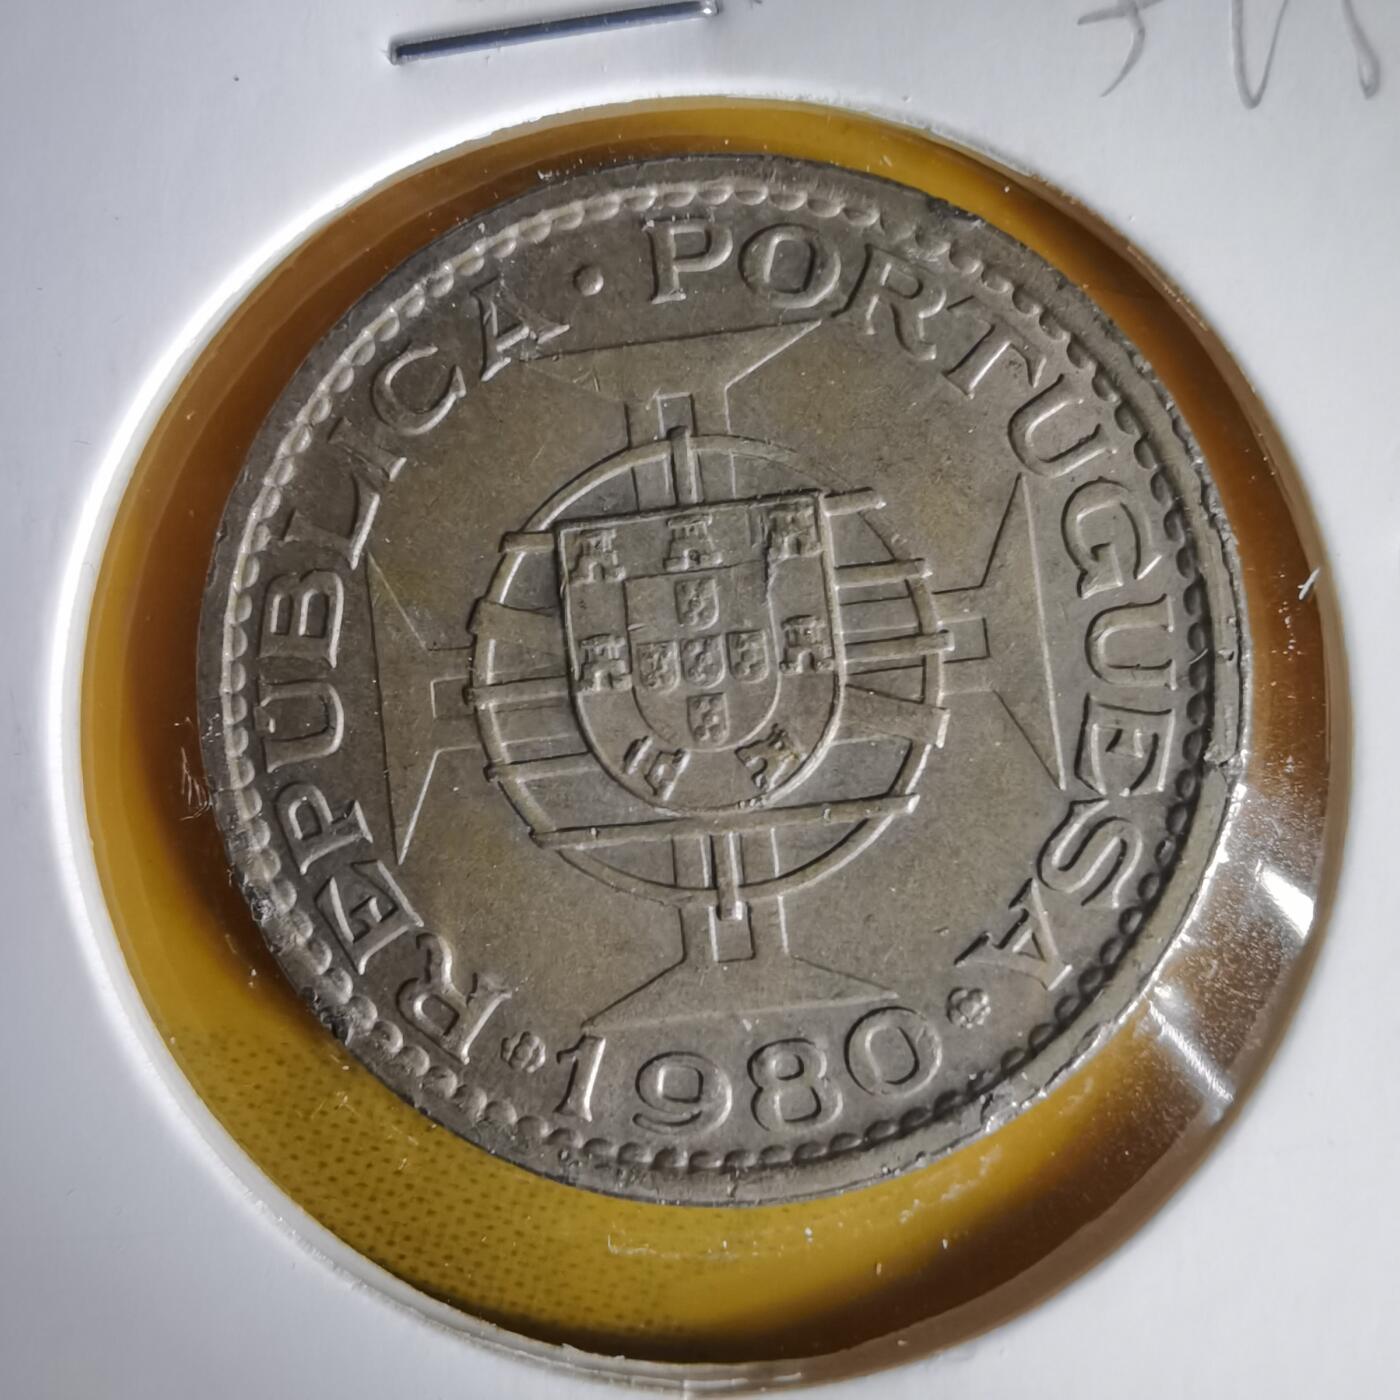 REPUBLICA · PORTUGUESA
1980